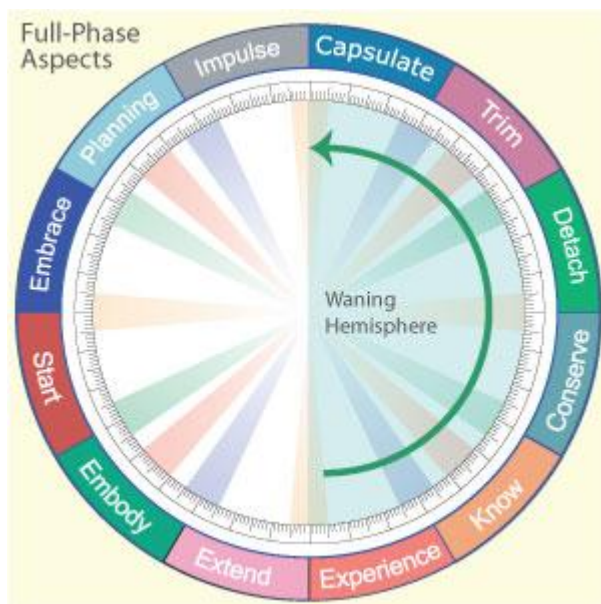 Full-Phase
Aspects
Impulse
Capsulate
Trim
Detach
Conserve
Know
Experience
Extend
Embody
Start
Embrace
Planning
Waning
Hemisphere